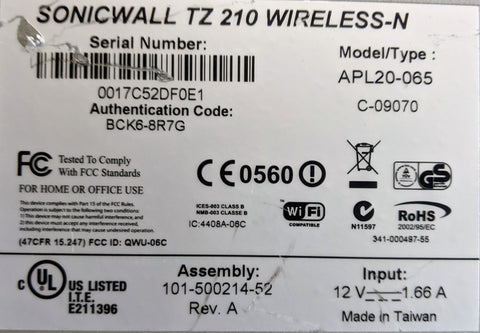 SONICWALL TZ 210 WIRELESS-N
Serial Number:
0017C52DF0E1
Authentication Code:
BCK6-8R7G
Model/Type:
APL20-065
C-09070
FC Tested To Comply
With FCC Standards
FOR HOME OR OFFICE USE
This device complies with Part 15 of the FCC Rules.
Operation is subject to the following two conditions:
(1) This device may not cause harmful interference, and
(2) this device must accept any interference received,
including interference that may cause undesired
operation.
(47CFR 15.247) FCC ID: QWU-06C
CE 0560 !
ICES-003 CLASS B
NMB-003 CLASSE B
IC:4408A-06C
Wi Fi
COMPATIBLE
N11597
GS
RoHS
2002/95/EC
341-000497-55
c UL US LISTED
I.T.E.
E211396
Assembly:
101-500214-52
Rev. A
Input:
12 V 1.66 A
Made in Taiwan